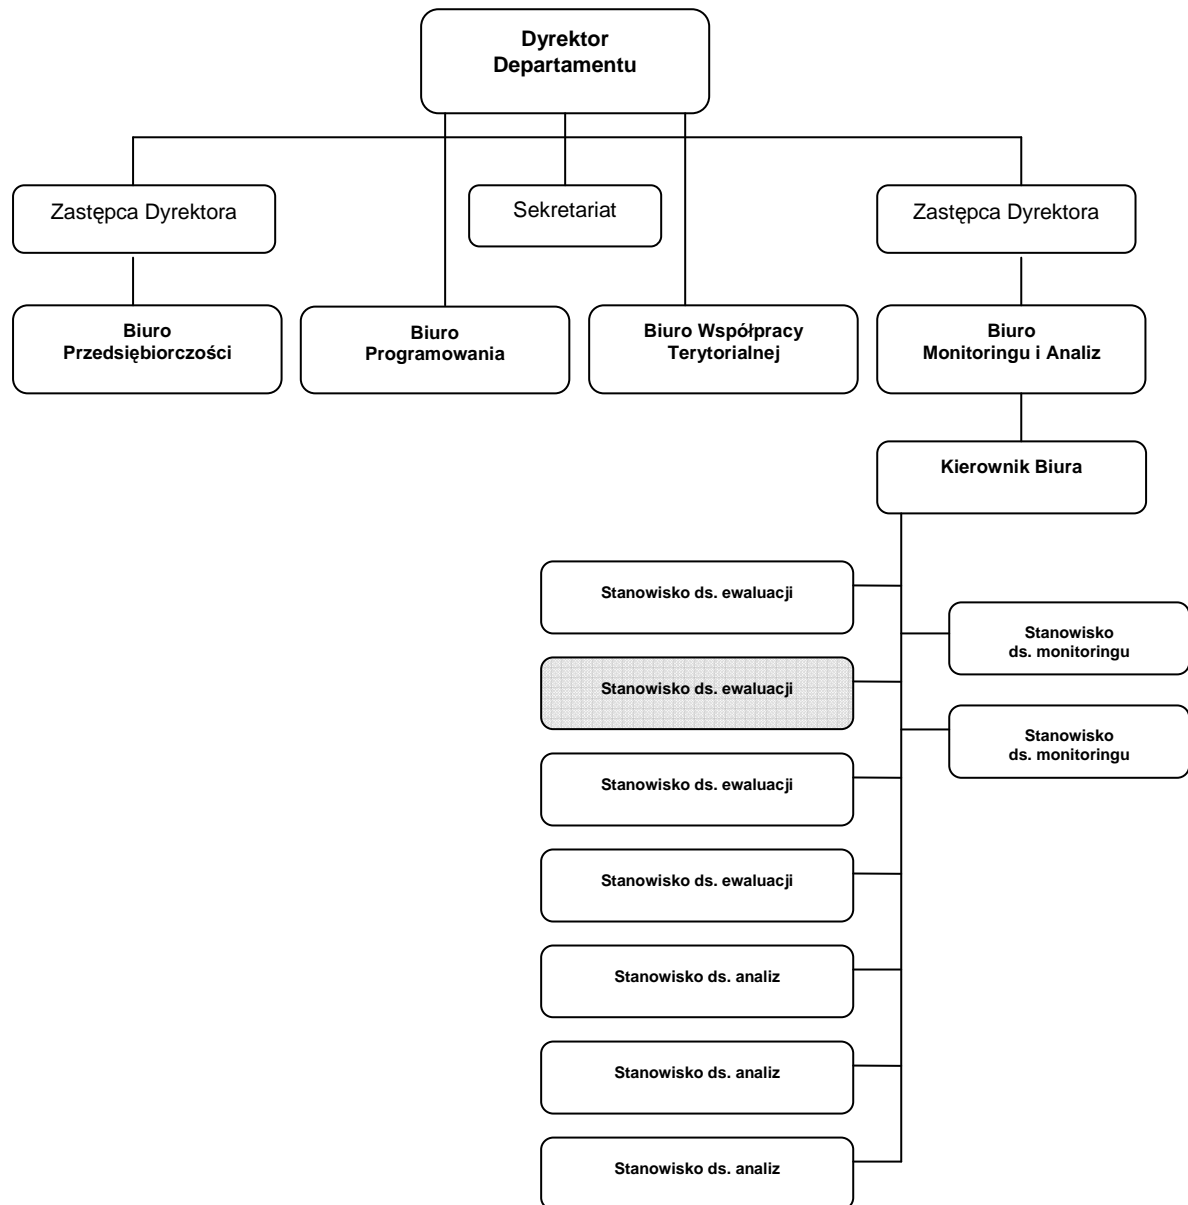 Dyrektor
Departamentu
Zastępca Dyrektora
Sekretariat
Zastępca Dyrektora
Biuro
Przedsiębiorczości
Biuro
Programowania
Biuro Współpracy
Terytorialnej
Biuro
Monitoringu i Analiz
Kierownik Biura
Stanowisko ds. ewaluacji
Stanowisko
ds. monitoringu
Stanowisko ds. ewaluacji
Stanowisko
ds. monitoringu
Stanowisko ds. ewaluacji
Stanowisko ds. ewaluacji
Stanowisko ds. analiz
Stanowisko ds. analiz
Stanowisko ds. analiz